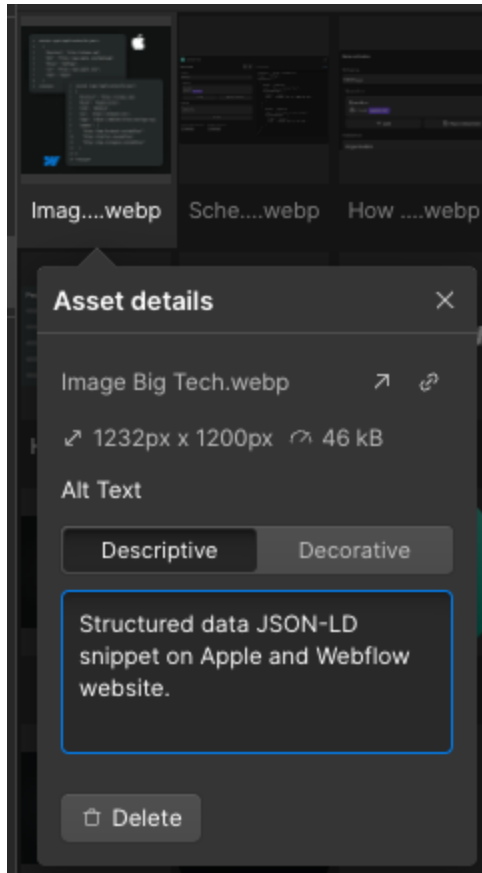 Imag....webp
Sche....webp
How ....webp
Asset details
Image Big Tech.webp
1232px x 1200px
46 kB
Alt Text
Descriptive
Decorative
Structured data JSON-LD
snippet on Apple and Webflow
website.
Delete